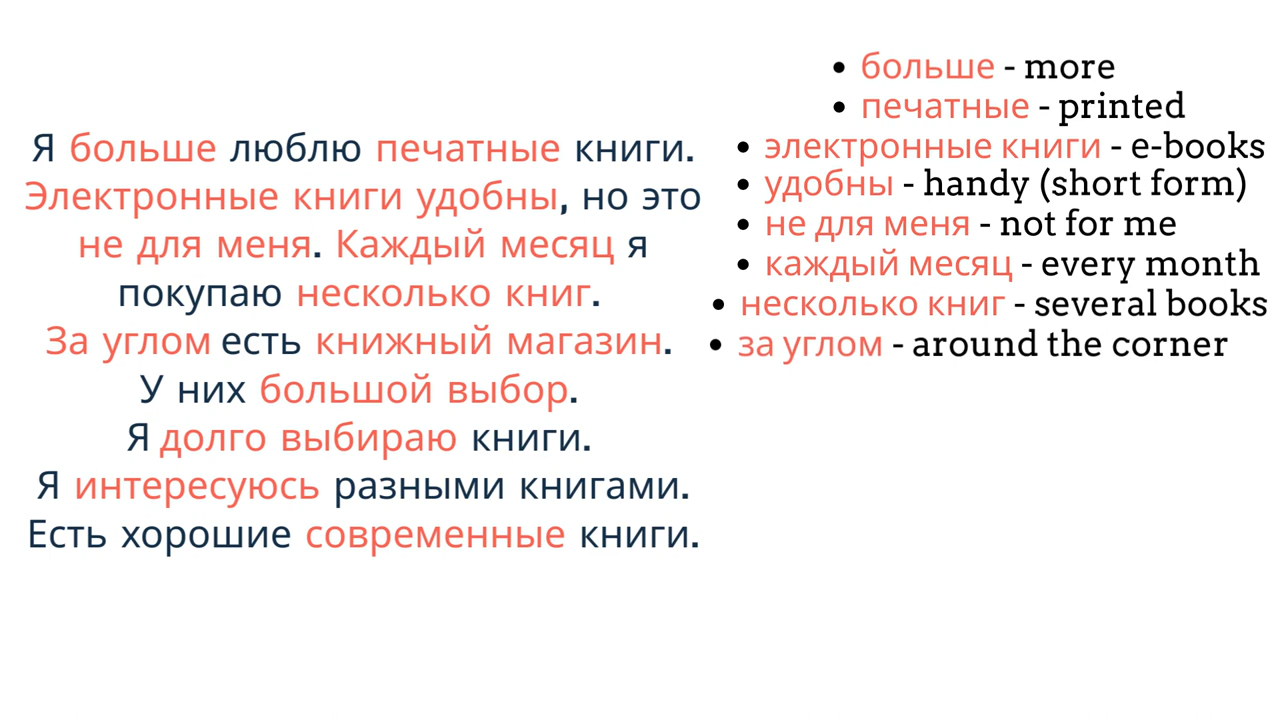 Я больше люблю печатные книги.
Электронные книги удобны, но это
не для меня. Каждый месяц я
покупаю несколько книг.
За углом есть книжный магазин.
У них большой выбор.
Я долго выбираю книги.
Я интересуюсь разными книгами.
Есть хорошие современные книги.
• больше - more
• печатные - printed
• электронные книги - e-books
• удобны - handy (short form)
• не для меня - not for me
• каждый месяц - every month
• несколько книг - several books
• за углом - around the corner